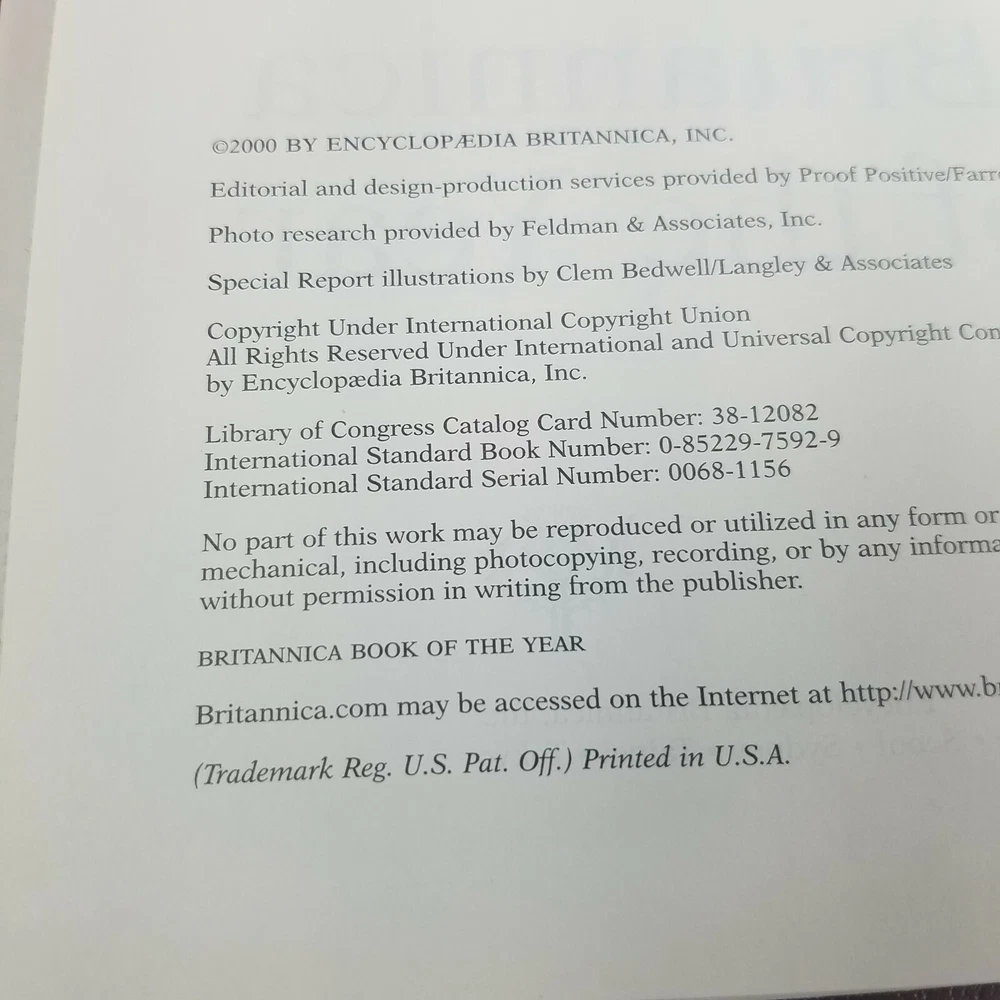 ©2000 BY ENCYCLOPÆDIA BRITANNICA, INC.
Editorial and design-production services provided by Proof Positive/Farr
Photo research provided by Feldman & Associates, Inc.
Special Report illustrations by Clem Bedwell/Langley & Associates
Copyright Under International Copyright Union
All Rights Reserved Under International and Universal Copyright Con
by Encyclopædia Britannica, Inc.
Library of Congress Catalog Card Number: 38-12082
International Standard Book Number: 0-85229-7592-9
International Standard Serial Number: 0068-1156
No part of this work may be reproduced or utilized in any form or
mechanical, including photocopying, recording, or by any informa
without permission in writing from the publisher.
BRITANNICA BOOK OF THE YEAR
Britannica.com may be accessed on the Internet at http://www.b
(Trademark Reg. U.S. Pat. Off.) Printed in U.S.A.